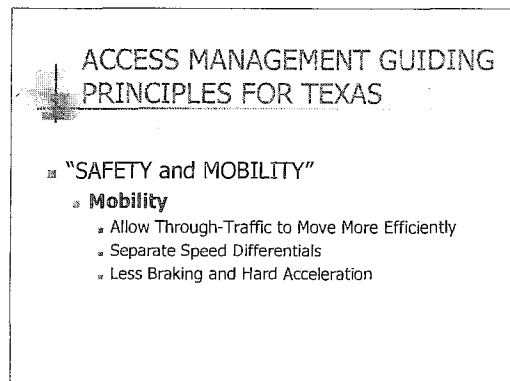 ACCESS MANAGEMENT GUIDING
PRINCIPLES FOR TEXAS
"SAFETY and MOBILITY"
Mobility
Allow Through-Traffic to Move More Efficiently
Separate Speed Differentials
Less Braking and Hard Acceleration